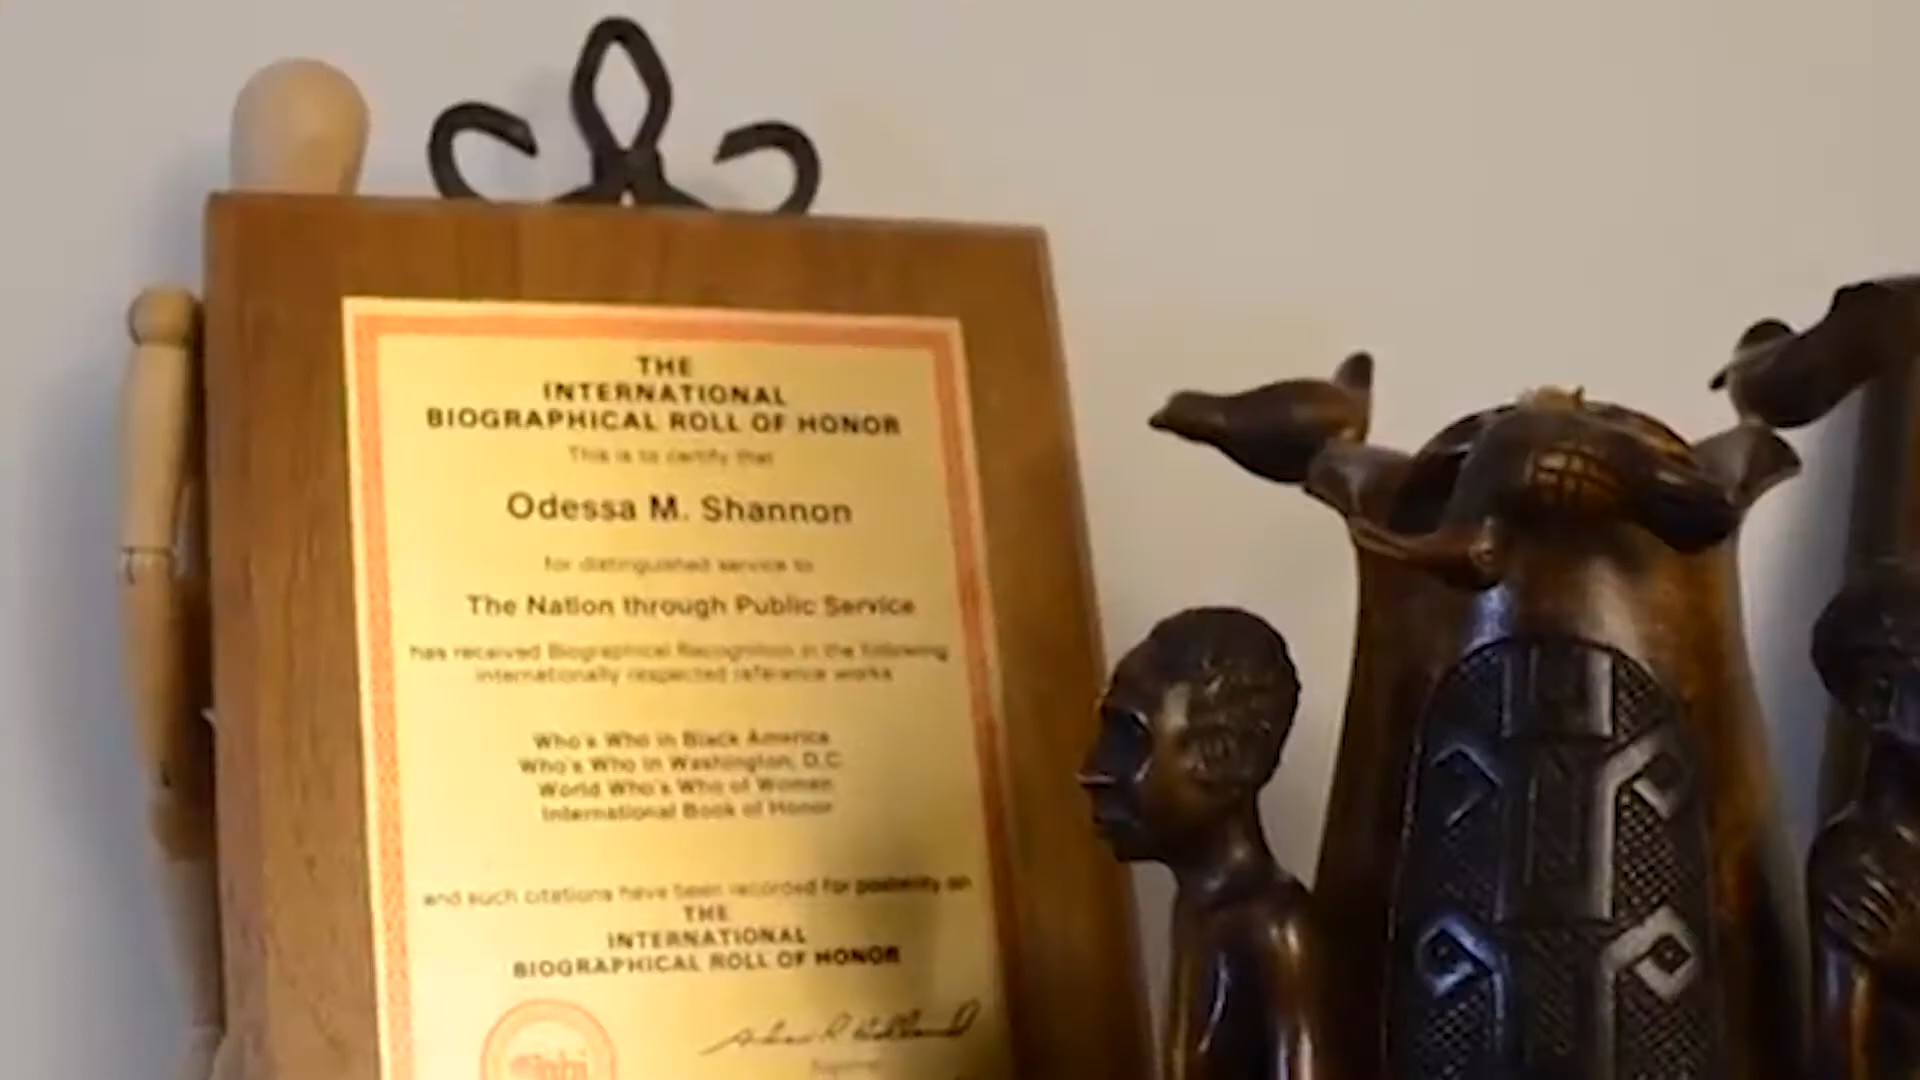 THE
INTERNATIONAL
BIOGRAPHICAL ROLL OF HONOR
This is to certify that
Odessa M. Shannon
for distinguished service to
The Nation through Public Service
has received Biographical Recognition in the following
internationally respected reference works
Who's Who in Black America
Who's Who in Washington, D.C.
World Who's Who of Women
International Book of Honor
and such citations have been recorded for posterity on
THE
INTERNATIONAL
BIOGRAPHICAL ROLL OF HONOR